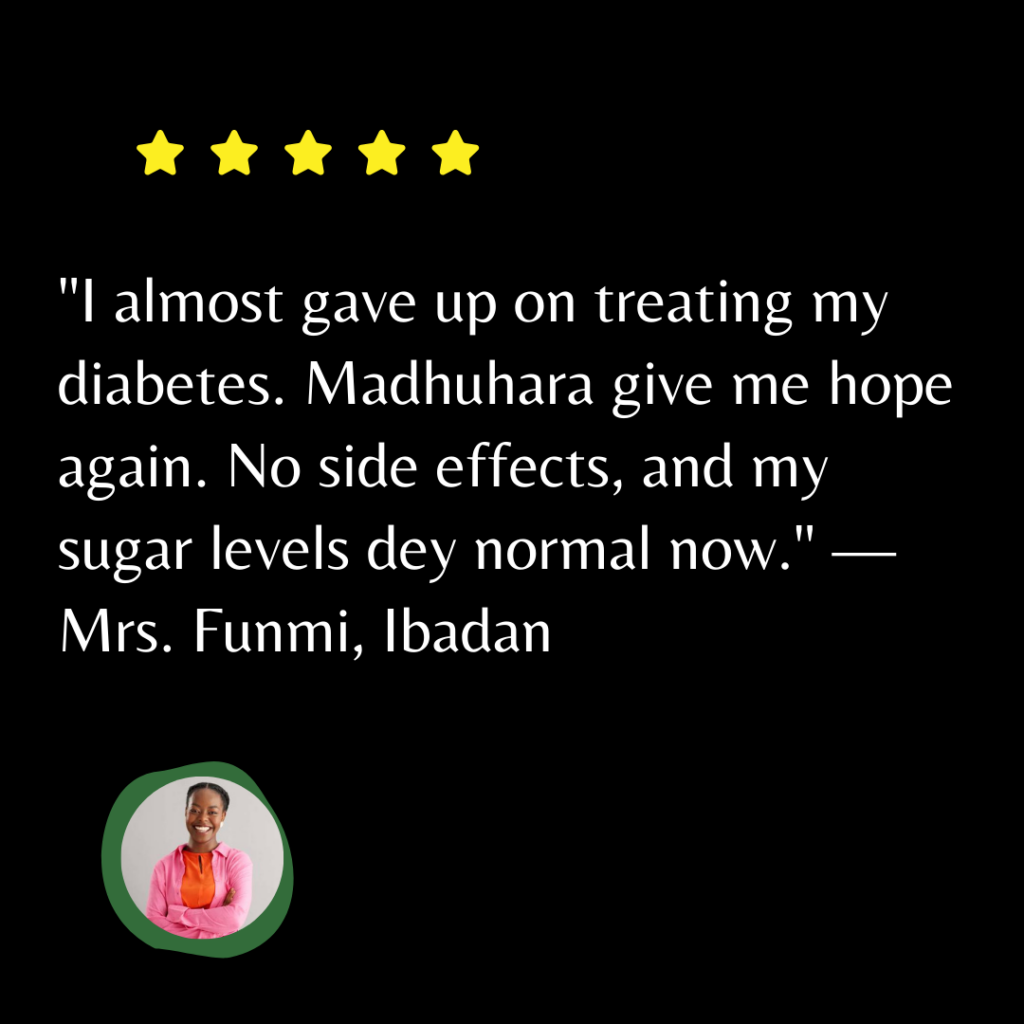 "I almost gave up on treating my
diabetes. Madhuhara give me hope
again. No side effects, and my
sugar levels dey normal now." —
Mrs. Funmi, Ibadan